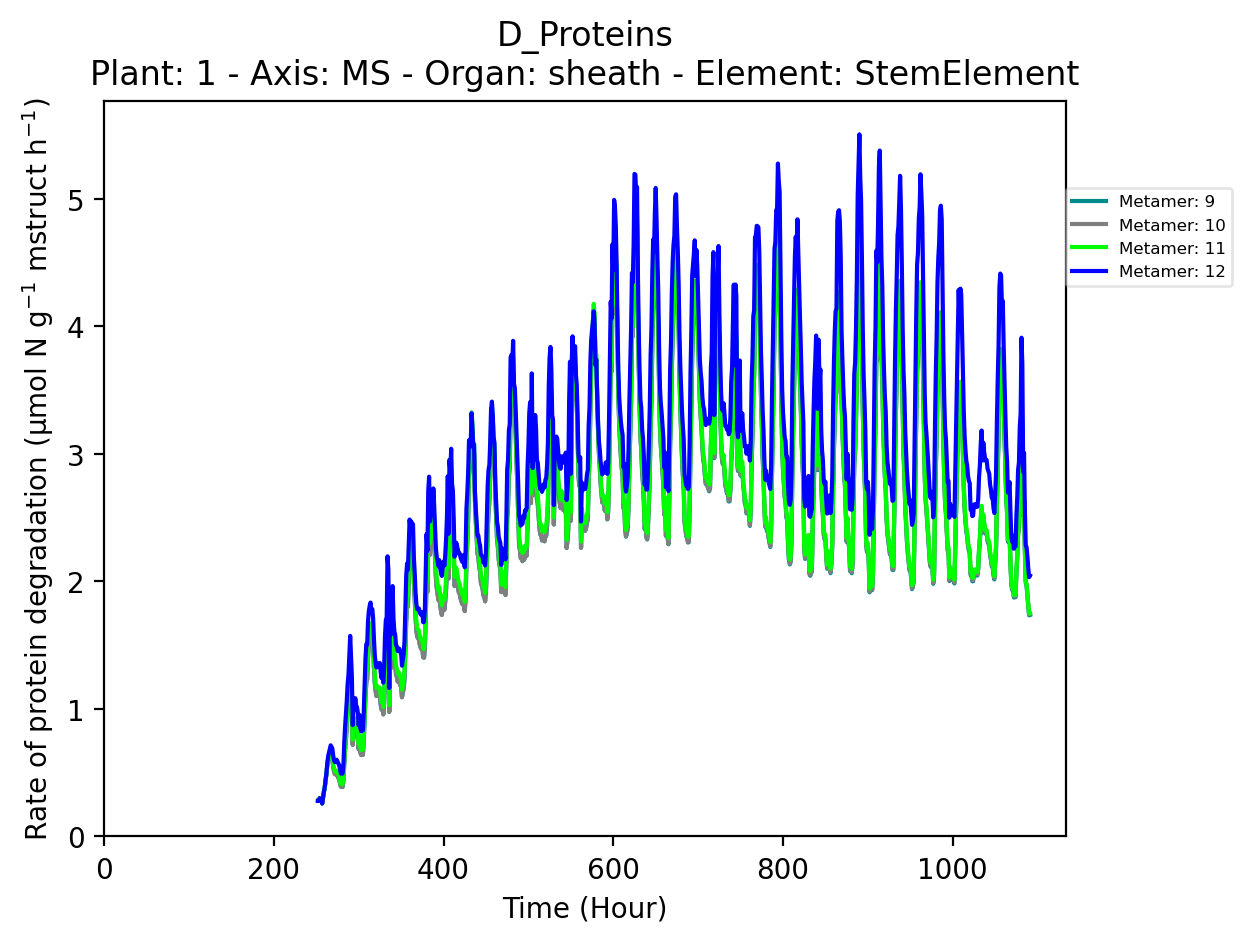 D_Proteins
Plant: 1 - Axis: MS - Organ: sheath - Element: StemElement
Rate of protein degradation (µmol N g⁻¹ mstruct h⁻¹)
5
4
3
2
1
0
0 200 400 600 800 1000
Time (Hour)
Metamer: 9
Metamer: 10
Metamer: 11
Metamer: 12